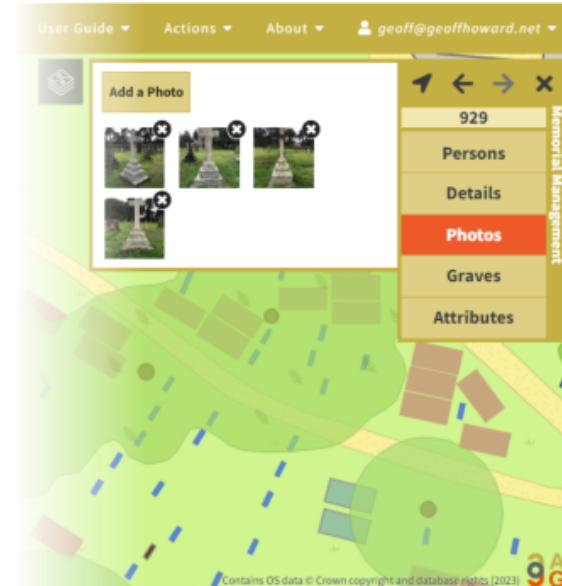 User Guide Actions About geoff@geoffhoward.net
Add a Photo
929
Persons
Details
Photos
Graves
Attributes
Memorial Management
Contains OS data © Crown copyright and database rights [2023]